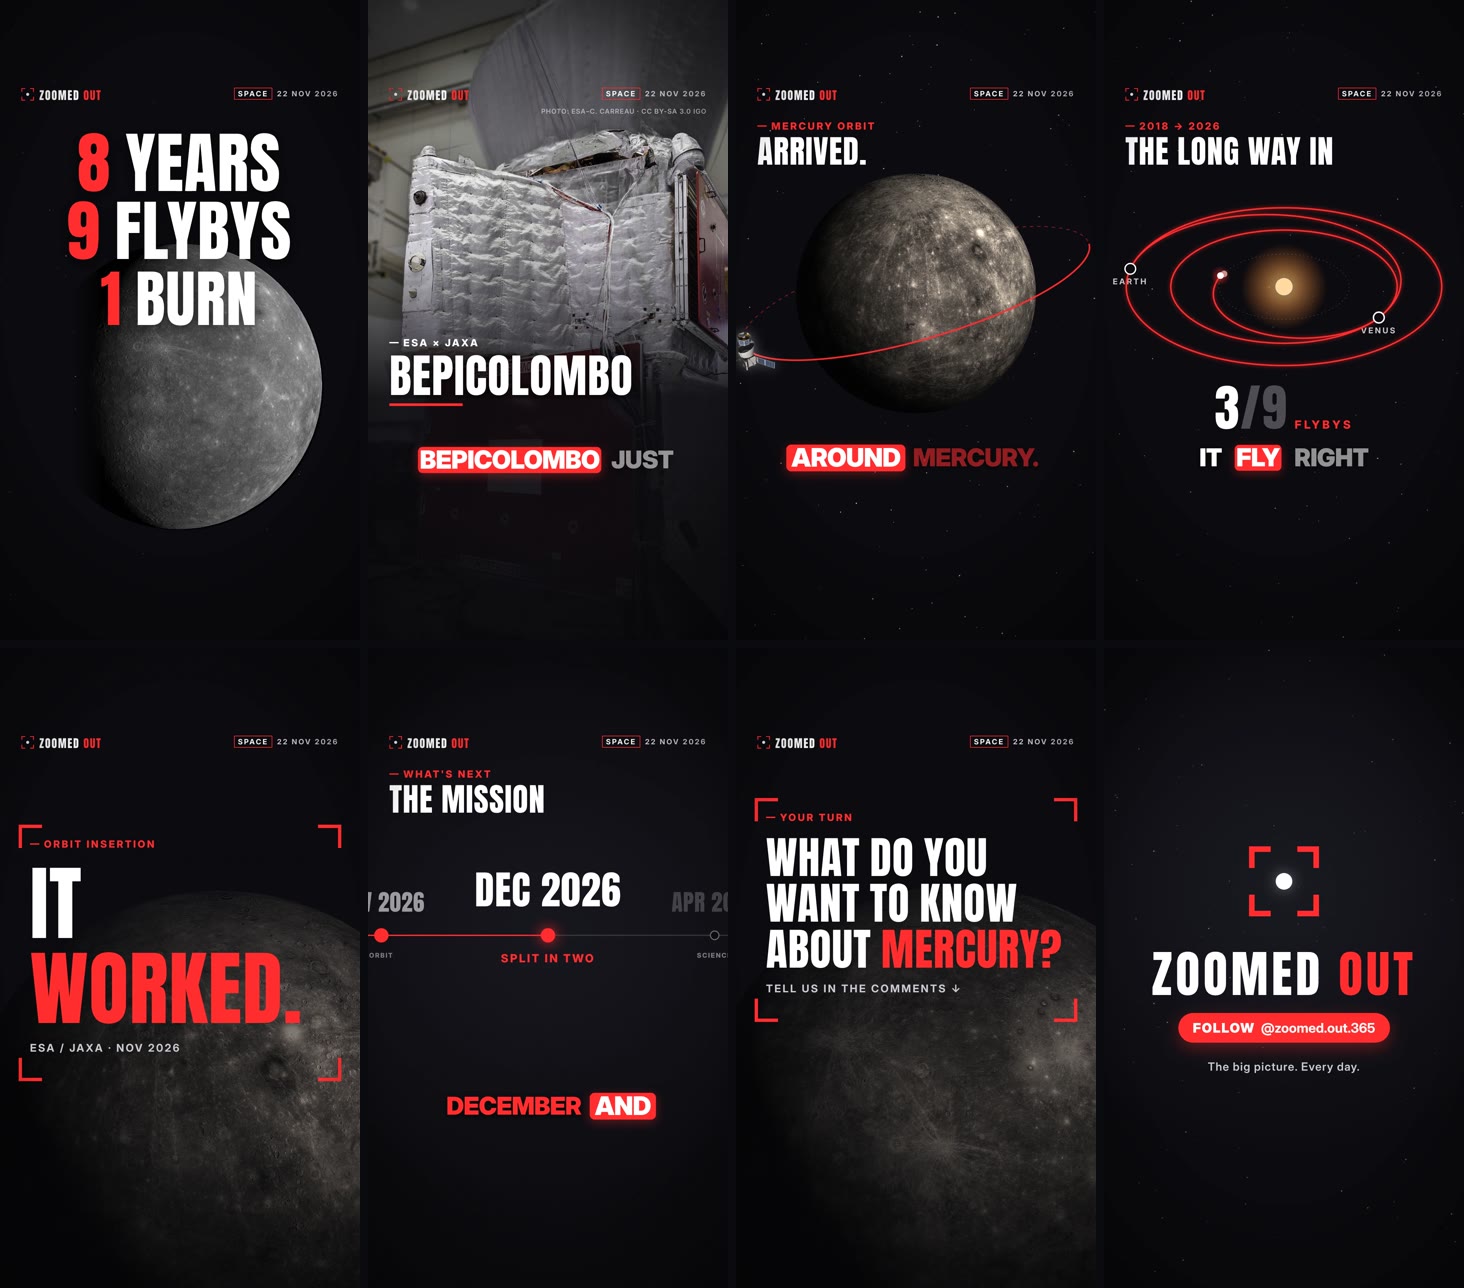 ZOOMED OUT
SPACE 22 NOV 2026
8 YEARS
9 FLYBYS
1 BURN
ZOOMED OUT
SPACE 22 NOV 2026
PHOTO: ESA–C. CARREAU · CC BY-SA 3.0 IGO
— ESA × JAXA
BEPICOLOMBO
BEPICOLOMBO JUST
ZOOMED OUT
SPACE 22 NOV 2026
— MERCURY ORBIT
ARRIVED.
AROUND MERCURY.
ZOOMED OUT
SPACE 22 NOV 2026
— 2018 → 2026
THE LONG WAY IN
EARTH
VENUS
3/9 FLYBYS
IT FLY RIGHT
ZOOMED OUT
SPACE 22 NOV 2026
— ORBIT INSERTION
IT
WORKED.
ESA / JAXA · NOV 2026
ZOOMED OUT
SPACE 22 NOV 2026
— WHAT'S NEXT
THE MISSION
2026 DEC 2026 APR
ORBIT SPLIT IN TWO
DECEMBER AND
ZOOMED OUT
SPACE 22 NOV 2026
— YOUR TURN
WHAT DO YOU
WANT TO KNOW
ABOUT MERCURY?
TELL US IN THE COMMENTS ↓
ZOOMED OUT
FOLLOW @zoomed.out.365
The big picture. Every day.